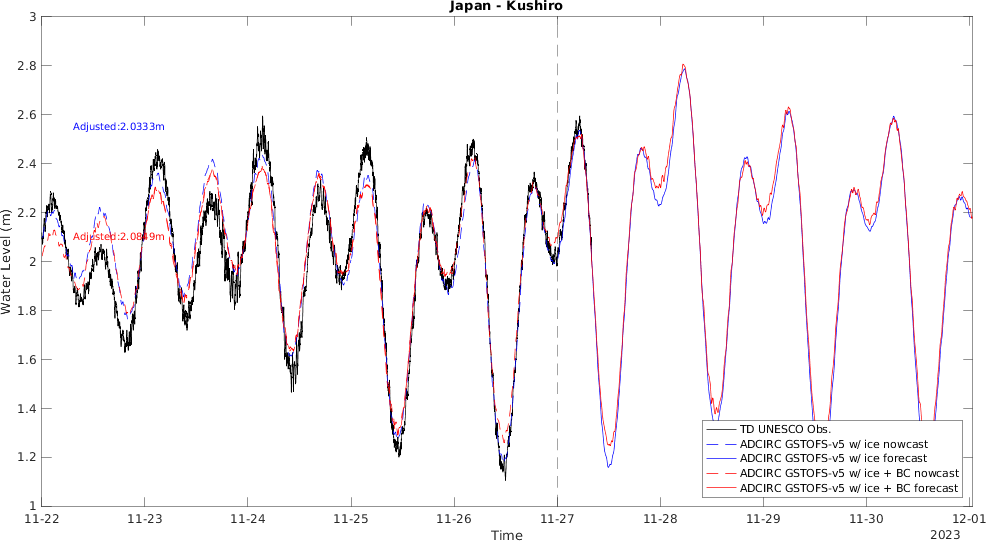 Japan - Kushiro
3
2.8
2.6
2.4
2.2
2
1.8
1.6
1.4
1.2
1
Water Level (m)
Adjusted:2.0333m
Adjusted:2.0849m
TD UNESCO Obs.
ADCIRC GSTOFS-v5 w/ ice nowcast
ADCIRC GSTOFS-v5 w/ ice forecast
ADCIRC GSTOFS-v5 w/ ice + BC nowcast
ADCIRC GSTOFS-v5 w/ ice + BC forecast
11-22 11-23 11-24 11-25 11-26 11-27 11-28 11-29 11-30 12-01
Time
2023